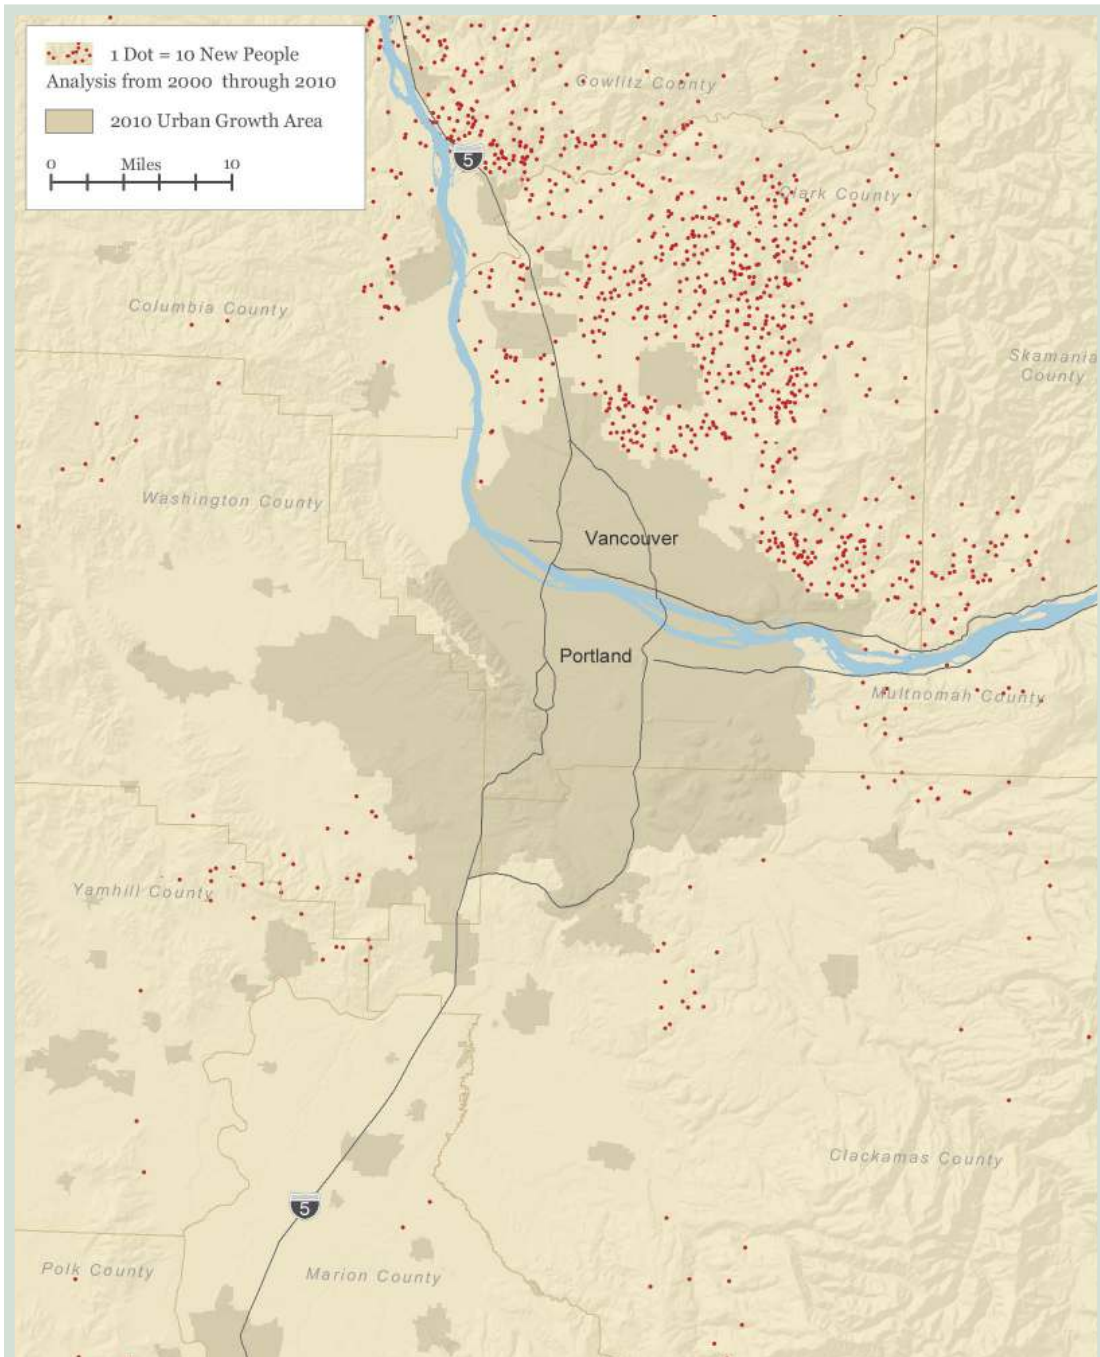 1 Dot = 10 New People
Analysis from 2000 through 2010
2010 Urban Growth Area
0 Miles 10
Cowlitz County
5
Clark County
Columbia County
Skamania
County
Washington County
Vancouver
Portland
Multnomah County
Yamhill County
Clackamas County
5
Polk County
Marion County